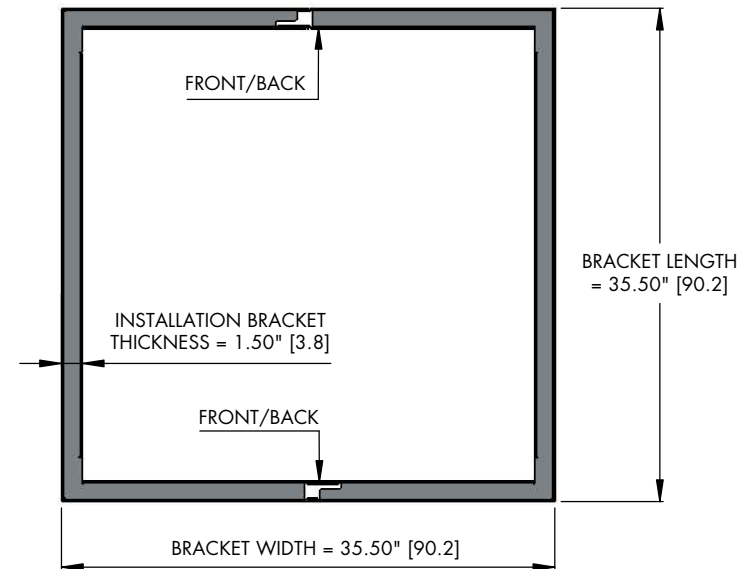 FRONT/BACK
BRACKET LENGTH
= 35.50" [90.2]
INSTALLATION BRACKET
THICKNESS = 1.50" [3.8]
FRONT/BACK
BRACKET WIDTH = 35.50" [90.2]